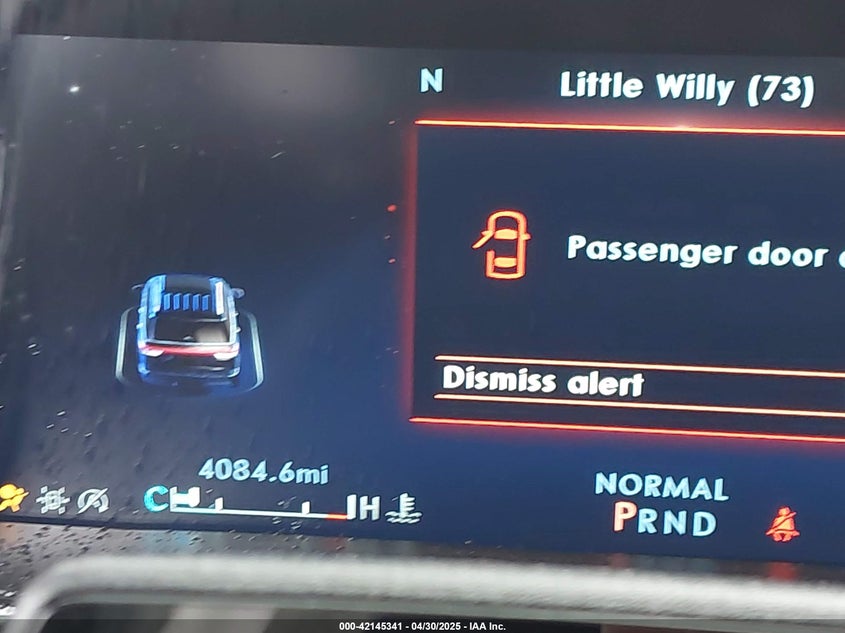 N
Little Willy (73)
Passenger door
Dismiss alert
4084.6mi
C H
NORMAL
PRND
000-42145341 - 04/30/2025 - IAA Inc.